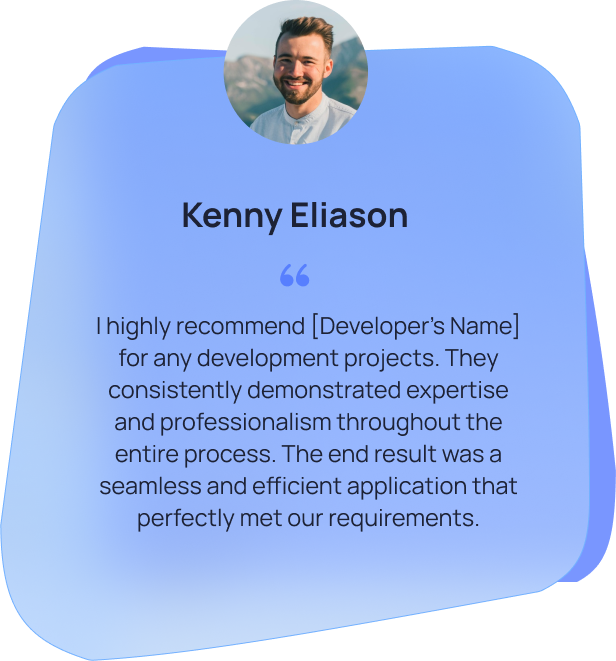 Kenny Eliason
“
I highly recommend [Developer's Name]
for any development projects. They
consistently demonstrated expertise
and professionalism throughout the
entire process. The end result was a
seamless and efficient application that
perfectly met our requirements.